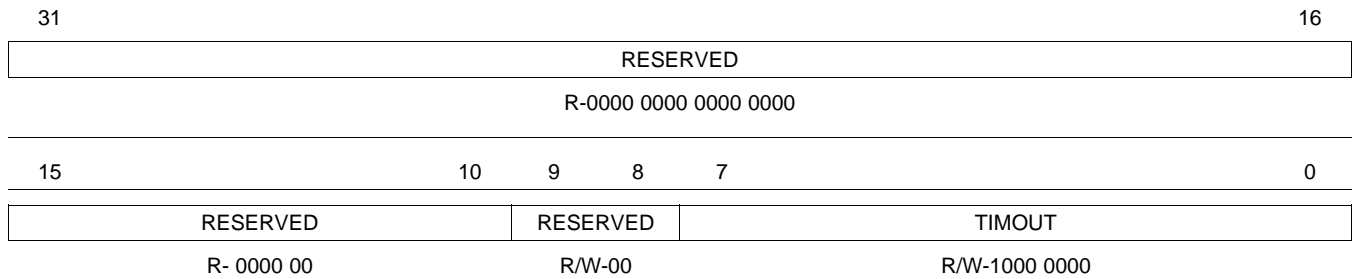 31 16
RESERVED
R-0000 0000 0000 0000
15 10 9 8 7 0
RESERVED RESERVED TIMOUT
R- 0000 00 R/W-00 R/W-1000 0000